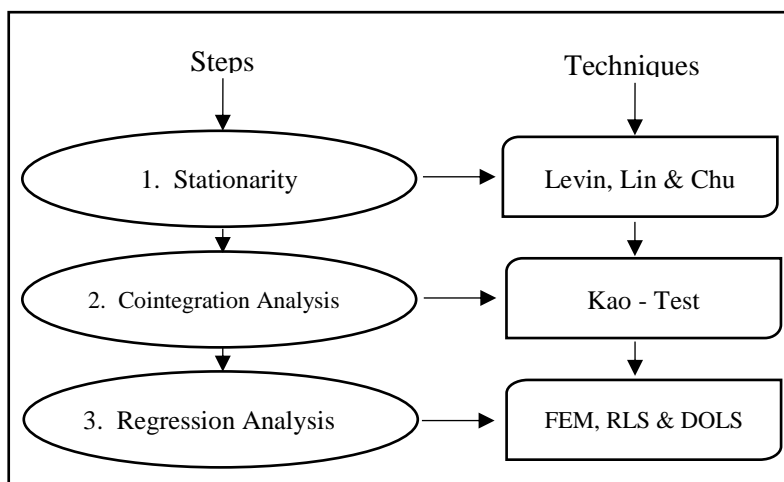 Steps
Techniques
1. Stationarity
Levin, Lin & Chu
2. Cointegration Analysis
Kao - Test
3. Regression Analysis
FEM, RLS & DOLS